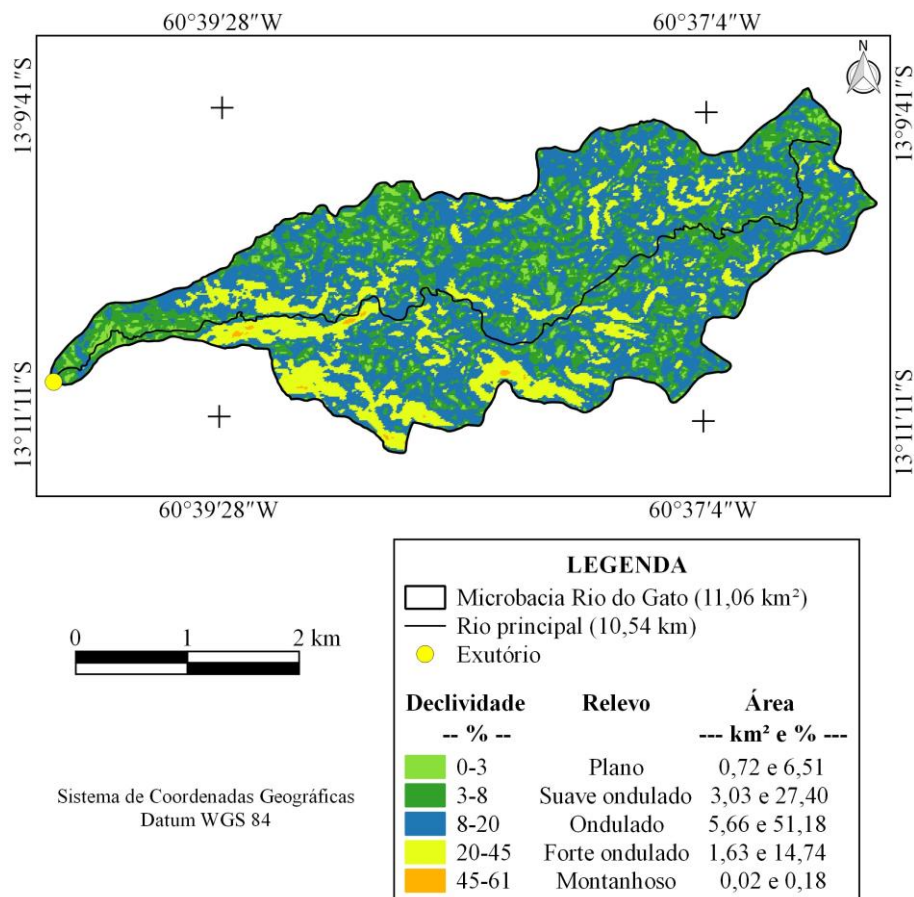 60°39'28"W 60°37'4"W
N
13°9'41"S 13°9'41"S
13°11'11"S 13°11'11"S
60°39'28"W 60°37'4"W
0 1 2 km
Sistema de Coordenadas Geográficas
Datum WGS 84
LEGENDA
Microbacia Rio do Gato (11,06 km²)
Rio principal (10,54 km)
Exutório
Declividade Relevo Área
-- % -- --- km² e % ---
0-3 Plano 0,72 e 6,51
3-8 Suave ondulado 3,03 e 27,40
8-20 Ondulado 5,66 e 51,18
20-45 Forte ondulado 1,63 e 14,74
45-61 Montanhoso 0,02 e 0,18